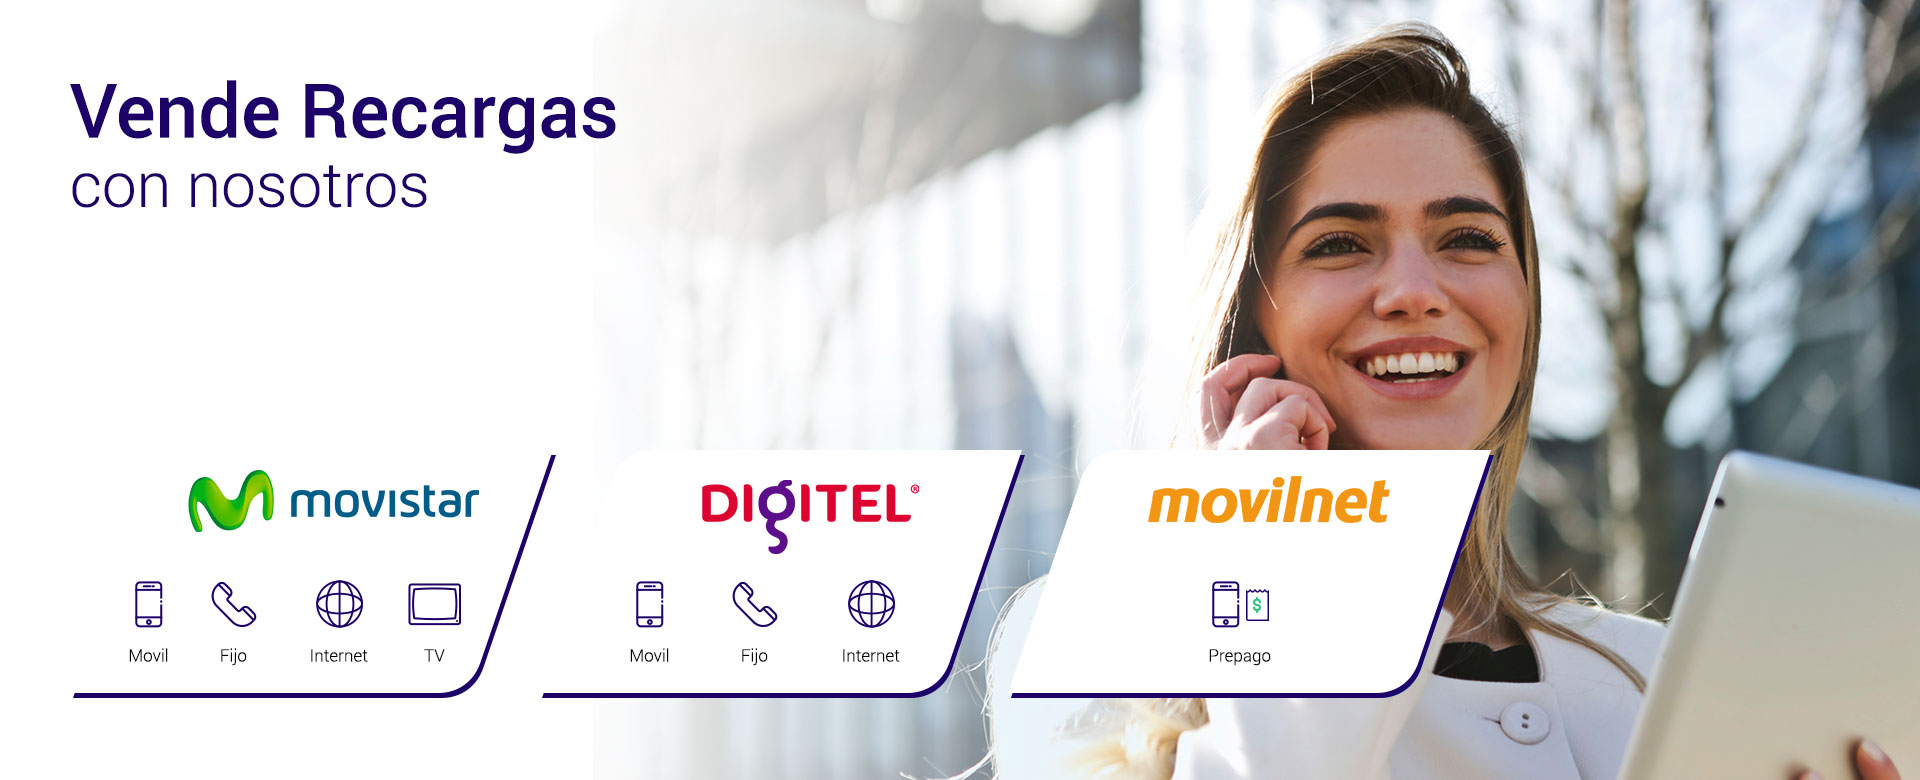 Vende Recargas
con nosotros
movistar
Movil Fijo Internet TV
DIGITEL®
Movil Fijo Internet
movilnet
$
Prepago